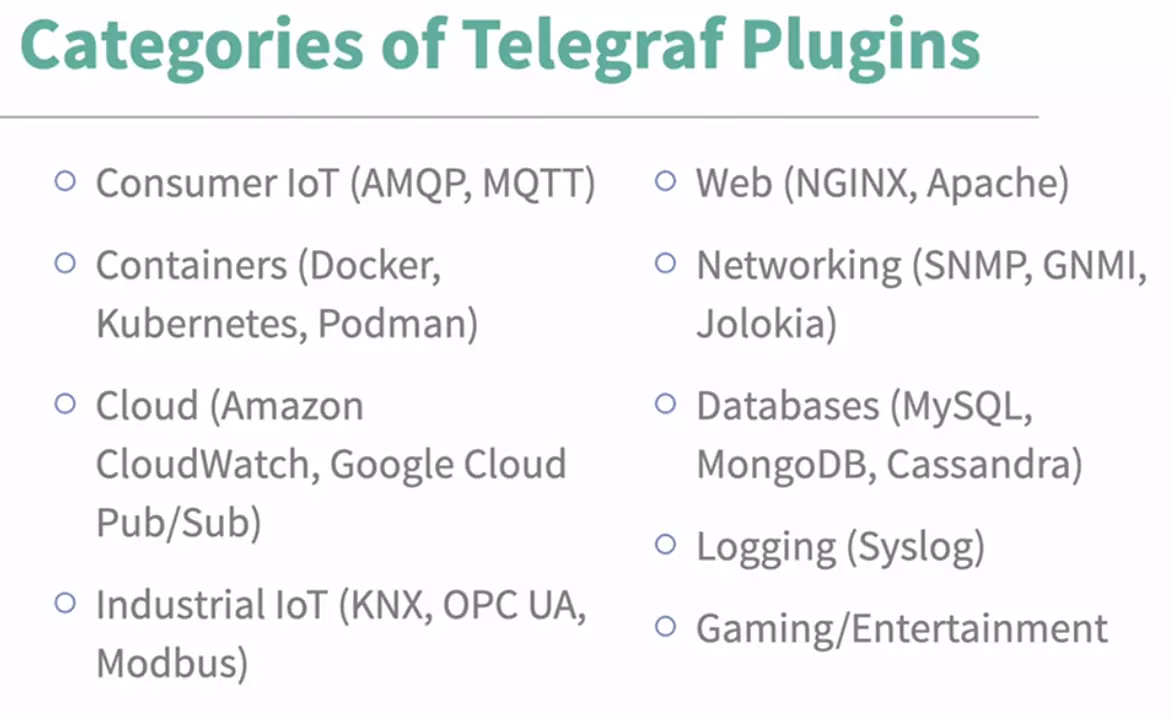 Categories of Telegraf Plugins
Consumer IoT (AMQP, MQTT)
Containers (Docker,
Kubernetes, Podman)
Cloud (Amazon
CloudWatch, Google Cloud
Pub/Sub)
Industrial IoT (KNX, OPC UA,
Modbus)
Web (NGINX, Apache)
Networking (SNMP, GNMI,
Jolokia)
Databases (MySQL,
MongoDB, Cassandra)
Logging (Syslog)
Gaming/Entertainment